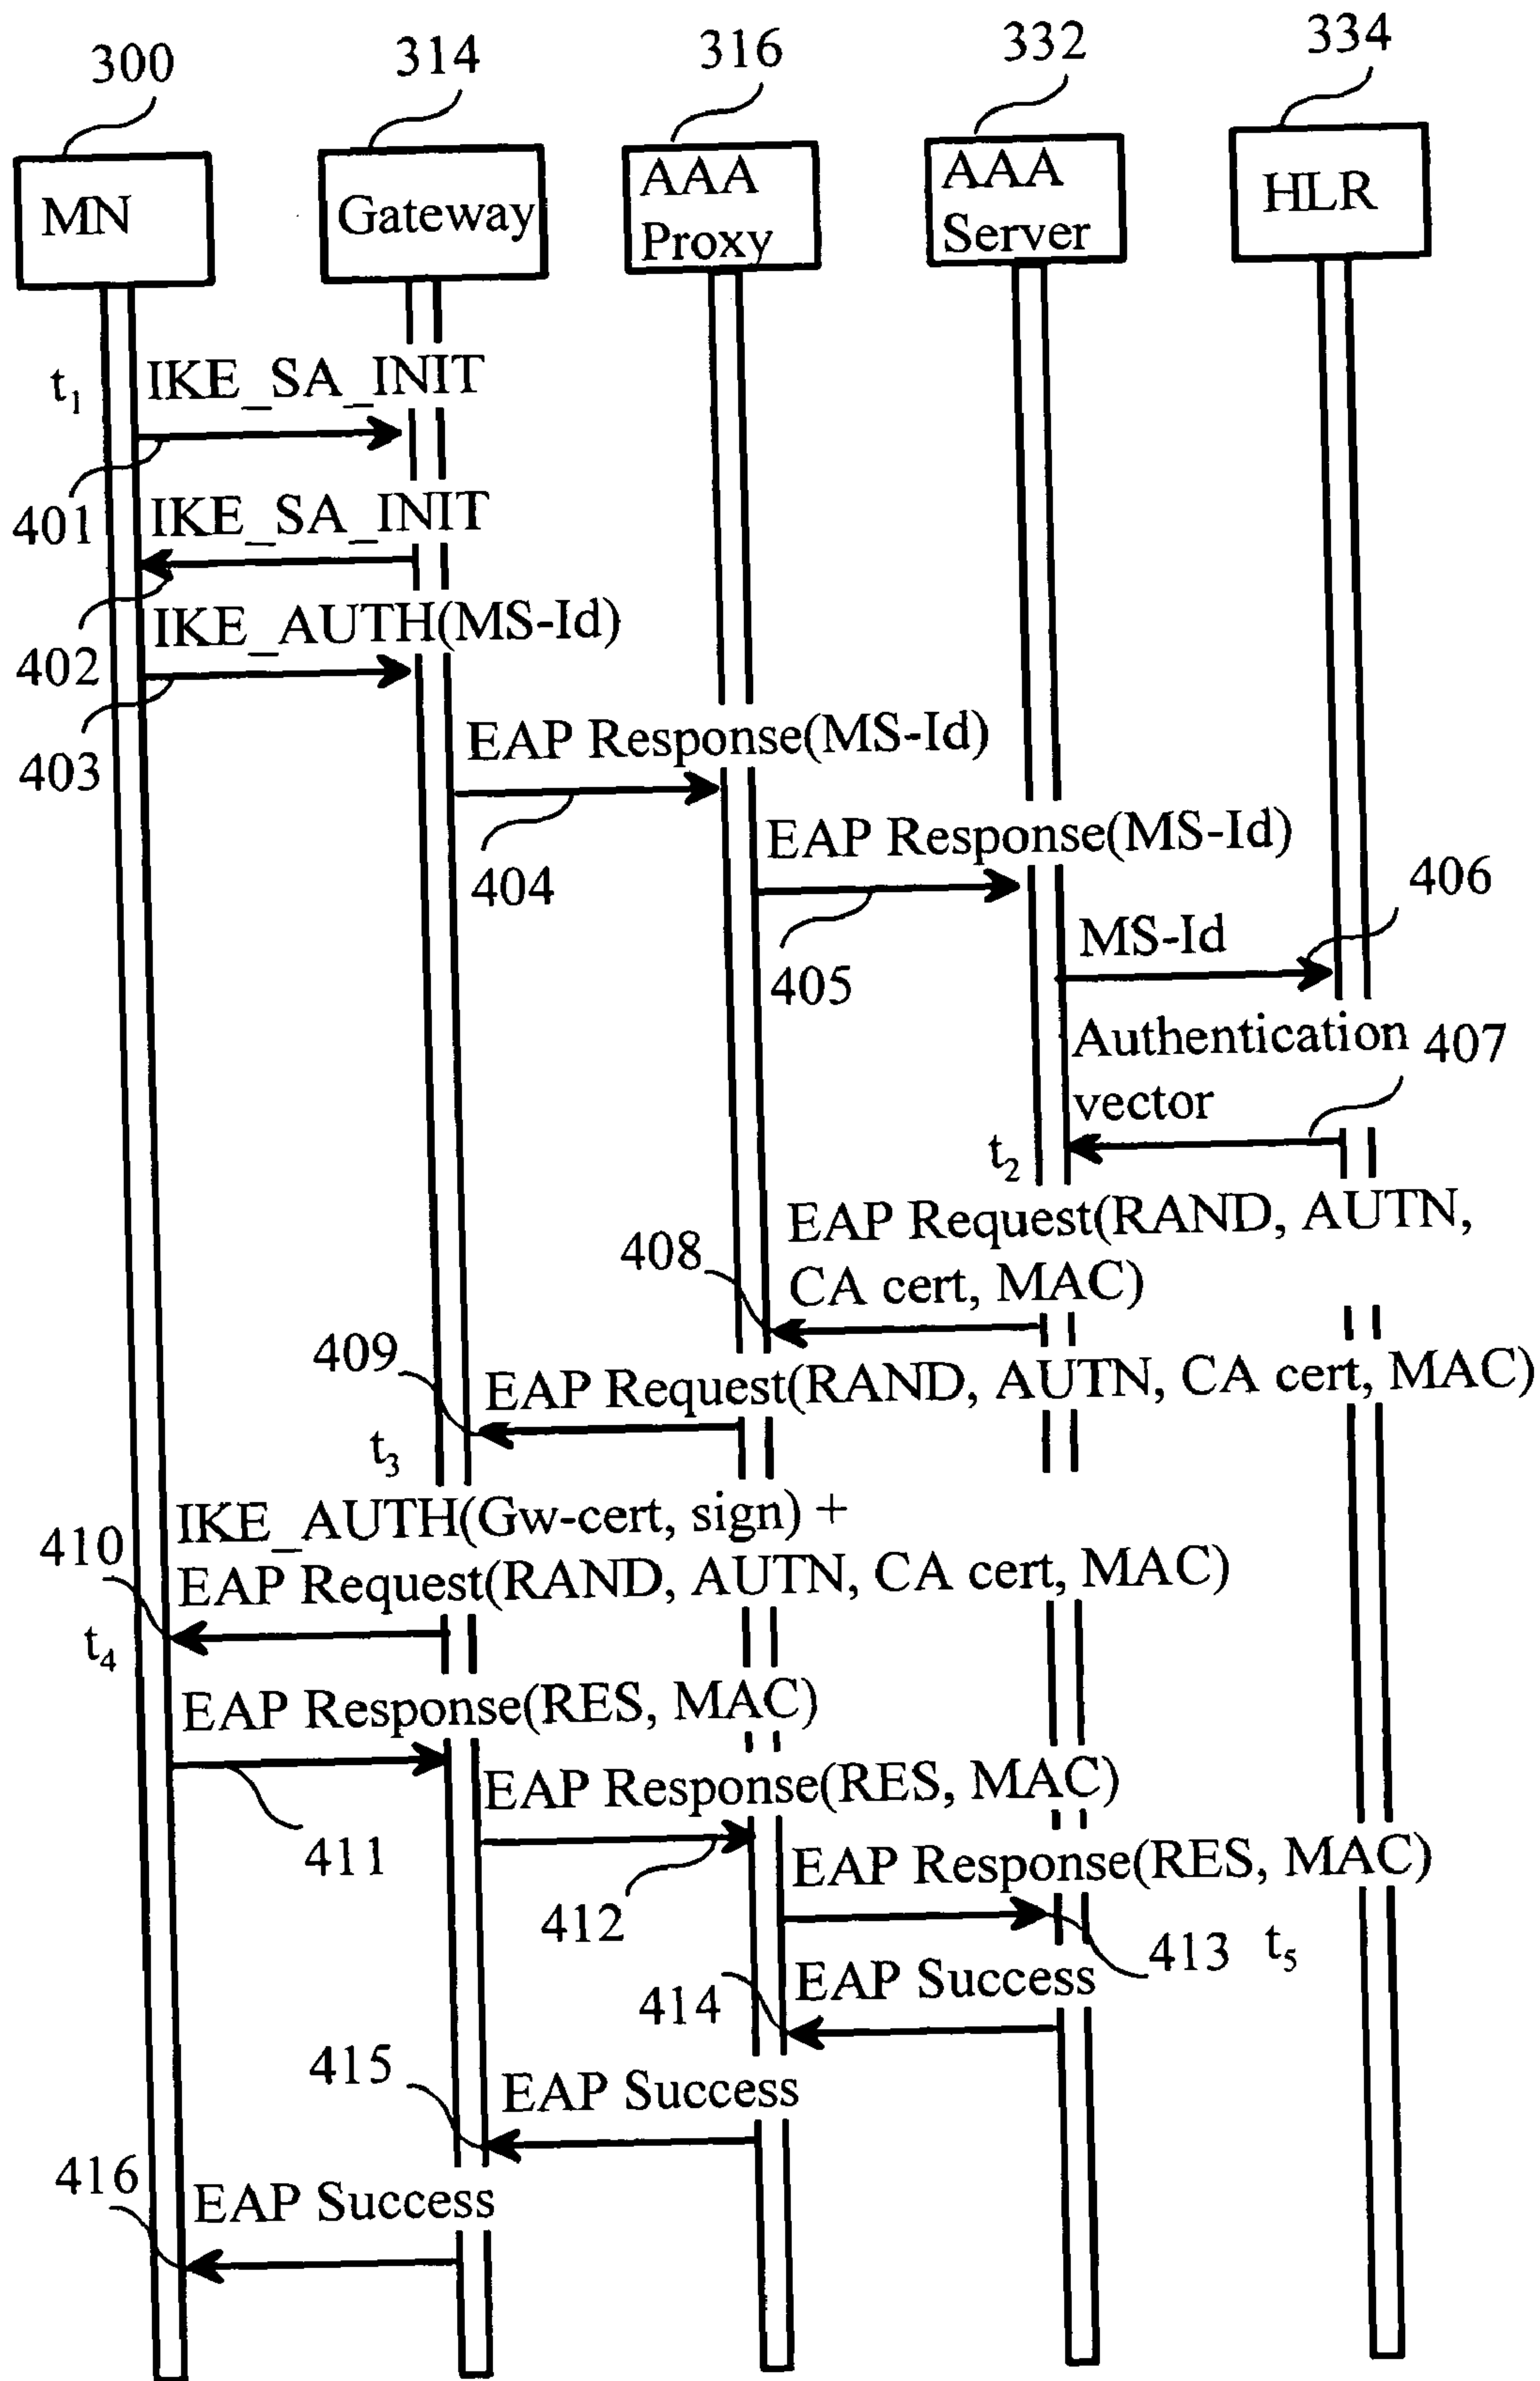 300
314
316
332
334
MN
Gateway
AAA
Proxy
AAA
Server
HLR
t1
IKE_SA_INIT
401
IKE_SA_INIT
402
IKE_AUTH(MS-Id)
403
EAP Response(MS-Id)
404
EAP Response(MS-Id)
405
406
MS-Id
Authentication
vector
407
t2
EAP Request(RAND, AUTN,
CA cert, MAC)
408
409
EAP Request(RAND, AUTN, CA cert, MAC)
t3
IKE_AUTH(Gw-cert, sign) +
EAP Request(RAND, AUTN, CA cert, MAC)
410
t4
EAP Response(RES, MAC)
411
EAP Response(RES, MAC)
412
EAP Response(RES, MAC)
413
t5
EAP Success
414
415
EAP Success
416
EAP Success